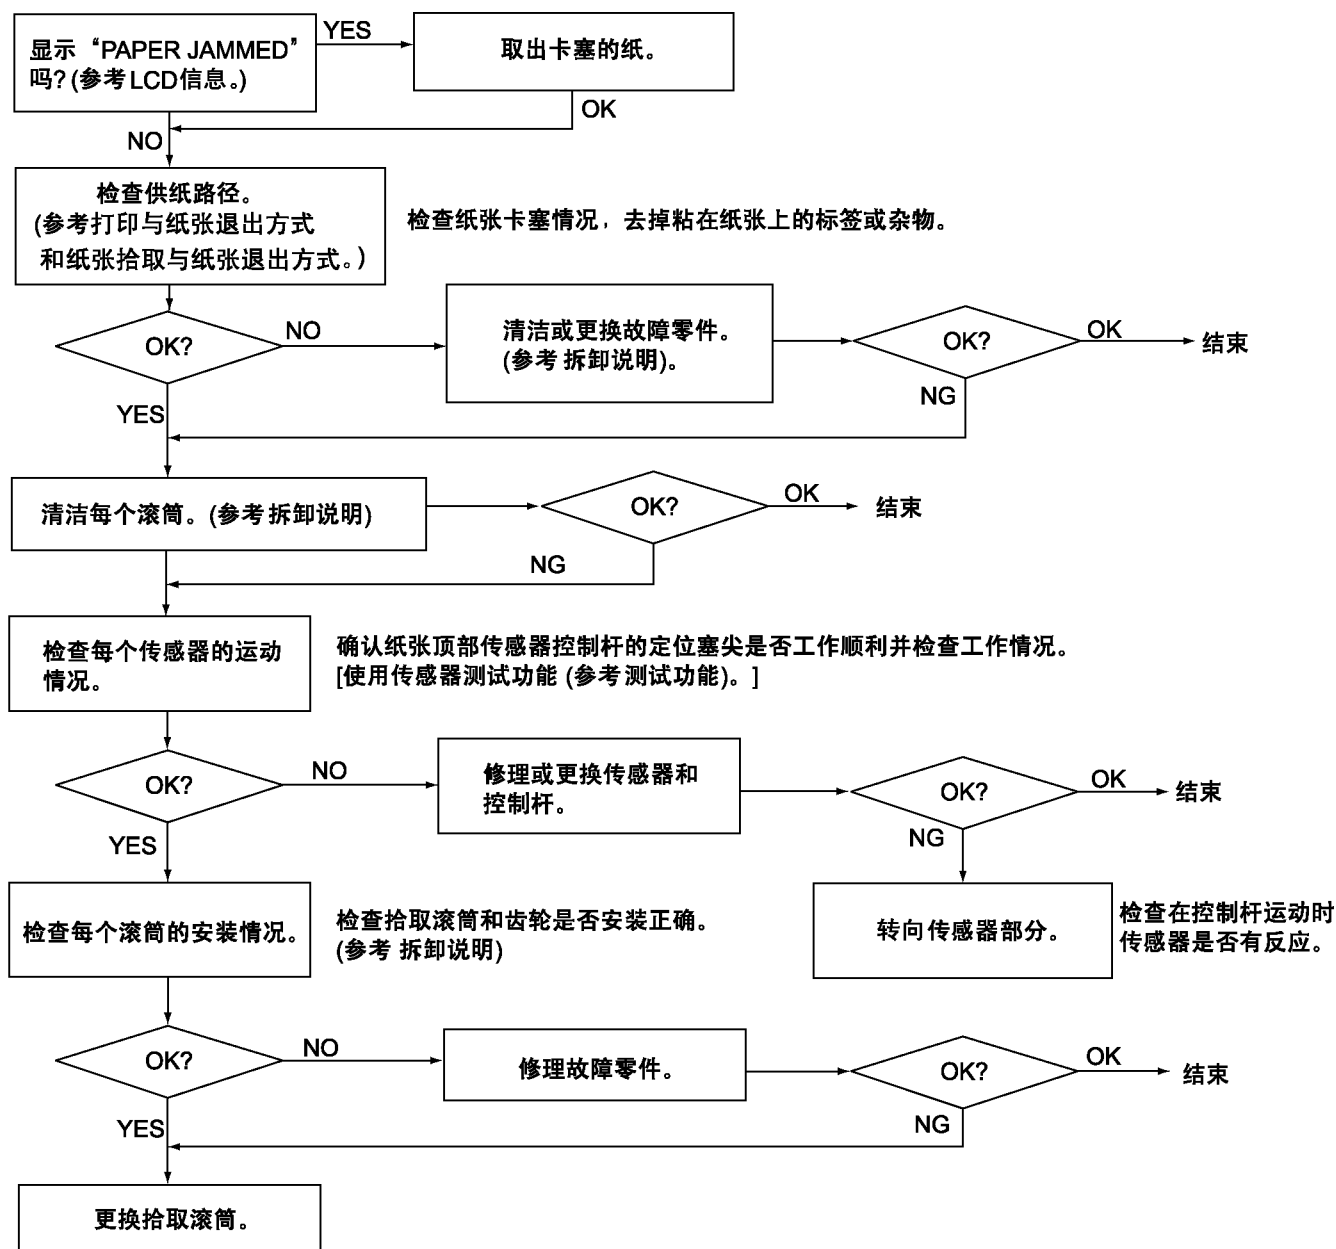 显示“PAPER JAMMED”
吗?(参考LCD信息。)
YES
取出卡塞的纸。
OK
NO
检查供纸路径。
(参考打印与纸张退出方式
和纸张拾取与纸张退出方式。)
检查纸张卡塞情况，去掉粘在纸张上的标签或杂物。
OK?
NO
清洁或更换故障零件。
(参考 拆卸说明)。
OK?
OK
结束
YES
NG
清洁每个滚筒。(参考 拆卸说明)
OK?
OK
结束
NG
检查每个传感器的运动
情况。
确认纸张顶部传感器控制杆的定位塞尖是否工作顺利并检查工作情况。
[使用传感器测试功能 (参考 测试功能)。]
OK?
NO
修理或更换传感器和
控制杆。
OK?
OK
结束
YES
NG
检查每个滚筒的安装情况。
检查拾取滚筒和齿轮是否安装正确。
(参考 拆卸说明)
转向传感器部分。
检查在控制杆运动时
传感器是否有反应。
OK?
NO
修理故障零件。
OK?
OK
结束
YES
NG
更换拾取滚筒。